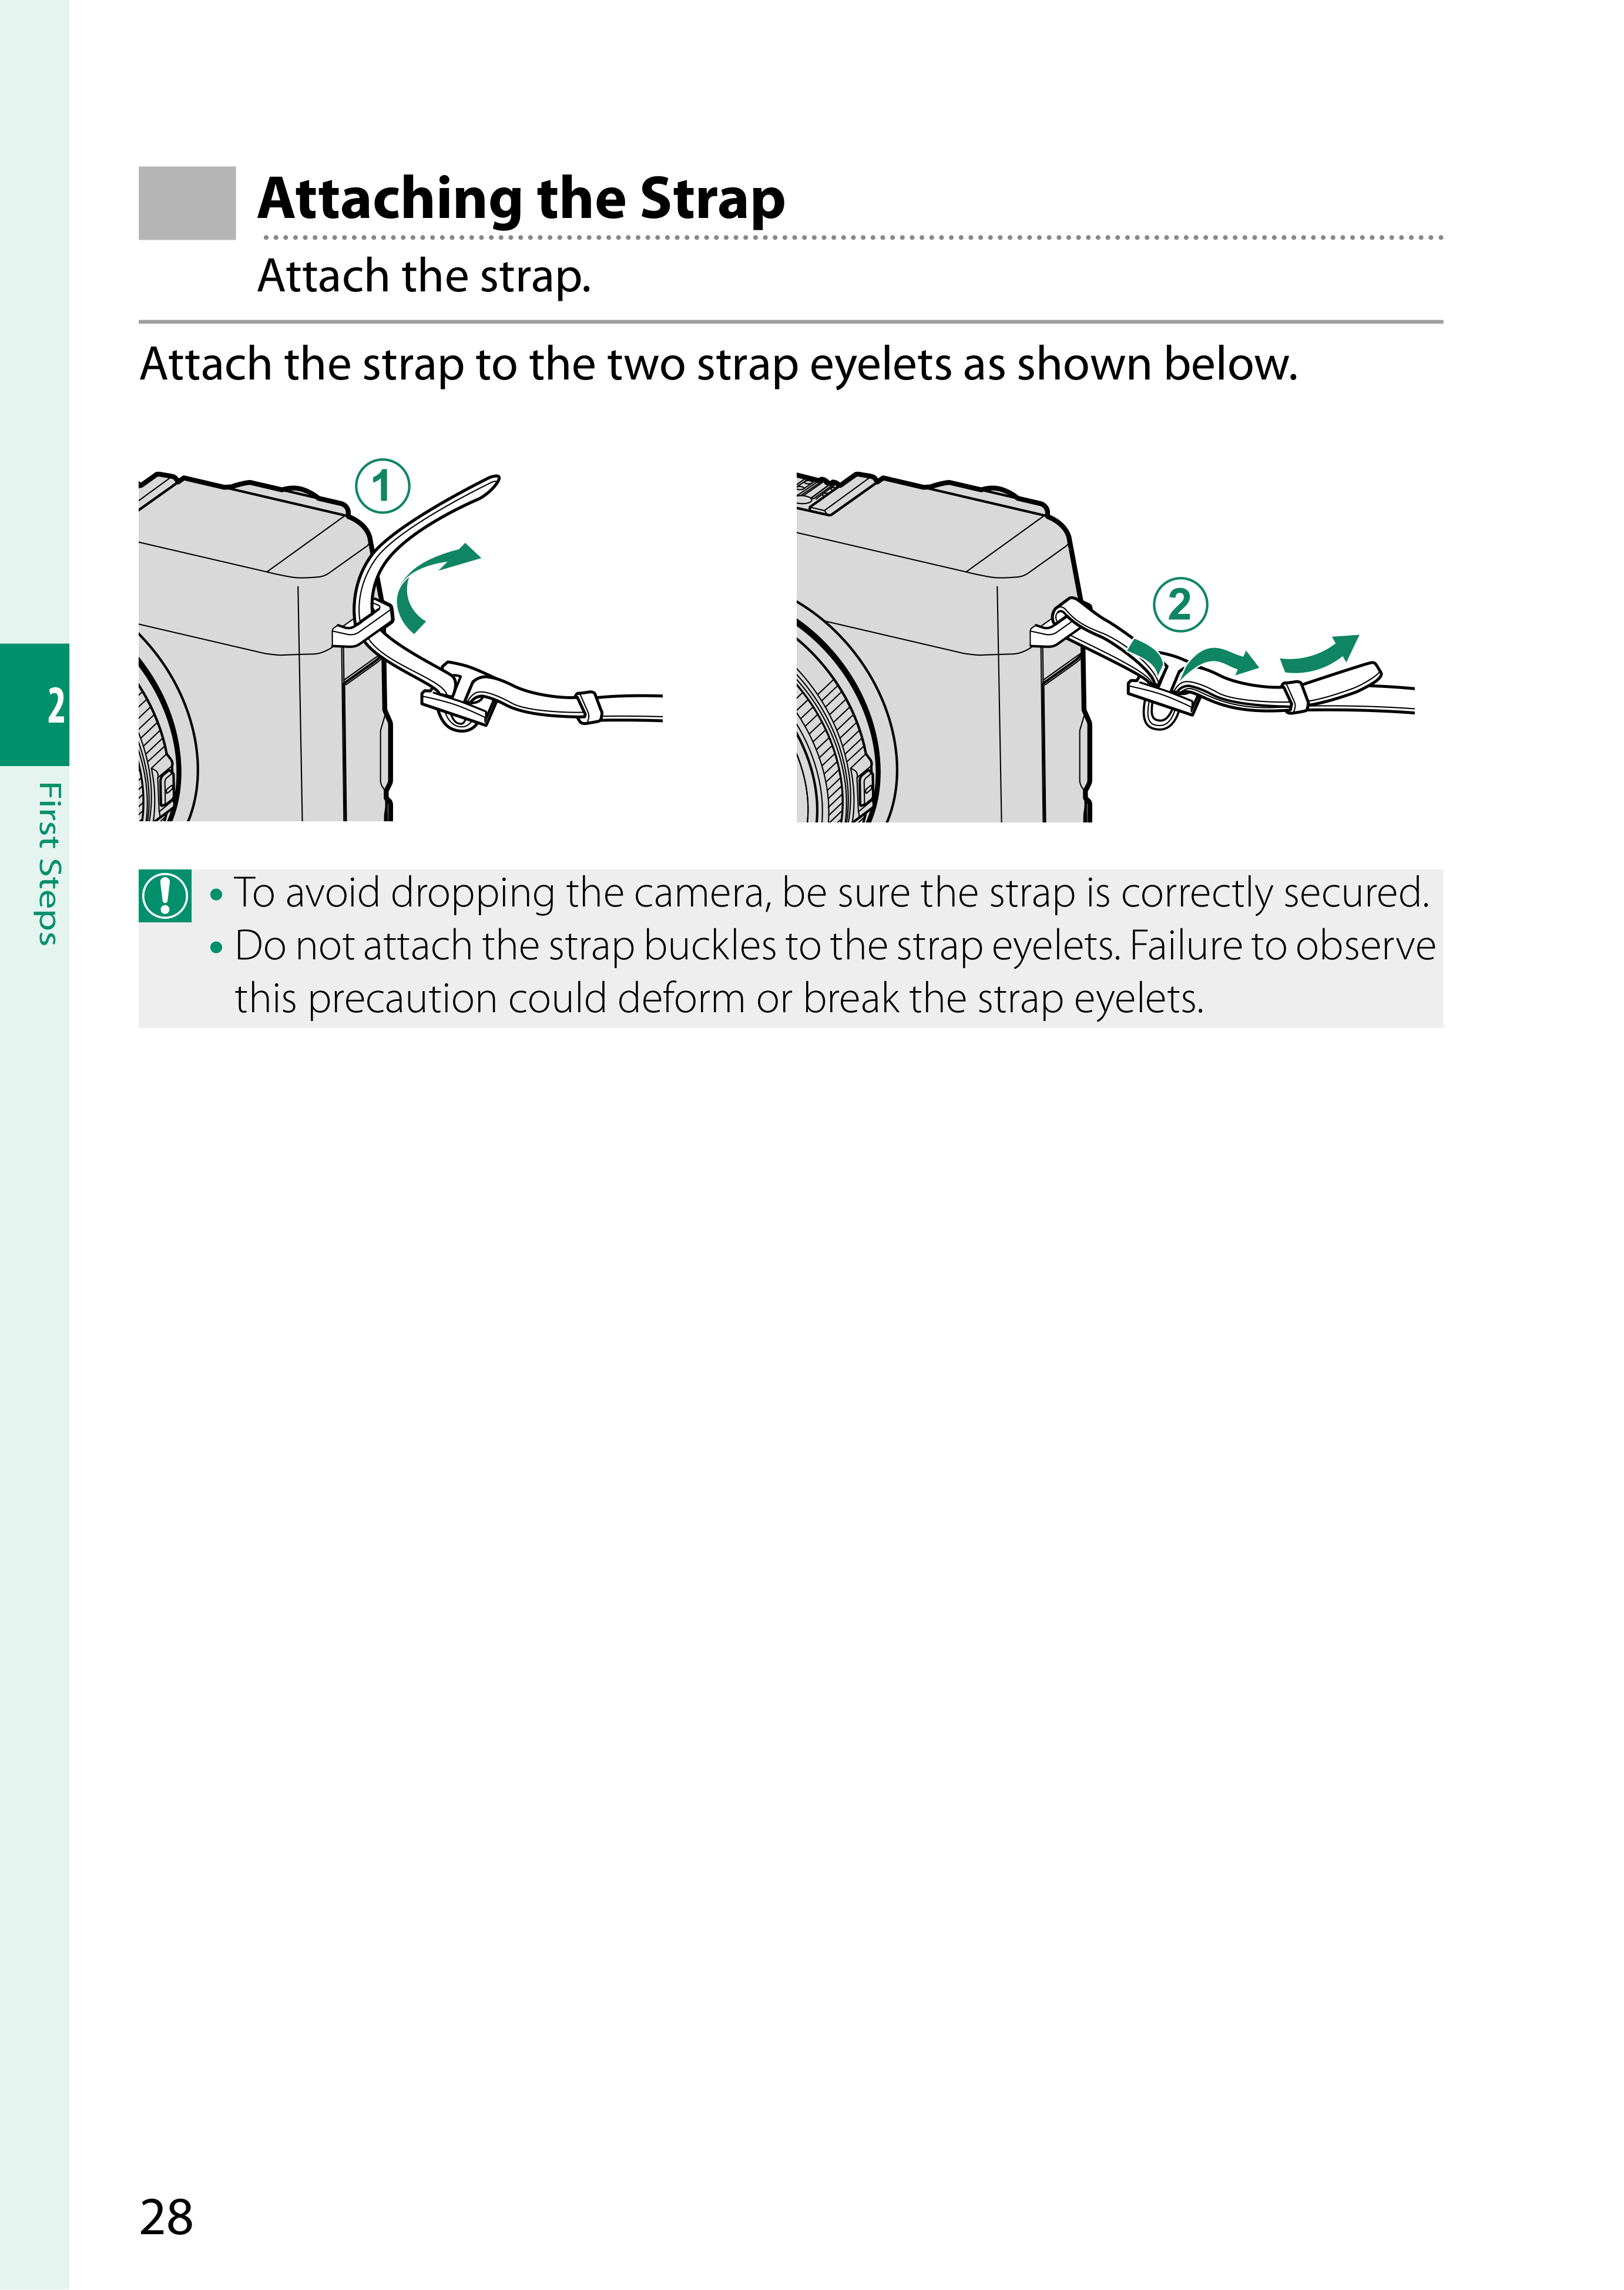 Attaching the Strap
Attach the strap.
Attach the strap to the two strap eyelets as shown below.
1
2
• To avoid dropping the camera, be sure the strap is correctly secured.
• Do not attach the strap buckles to the strap eyelets. Failure to observe
this precaution could deform or break the strap eyelets.
2
First Steps
28